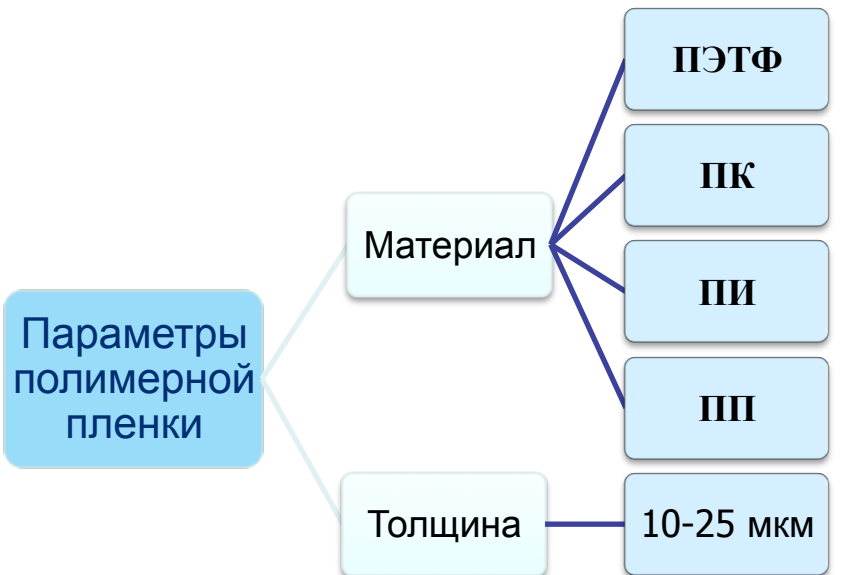 Параметры
полимерной
пленки
Материал
ПЭТФ
ПК
ПИ
ПП
Толщина
10-25 мкм